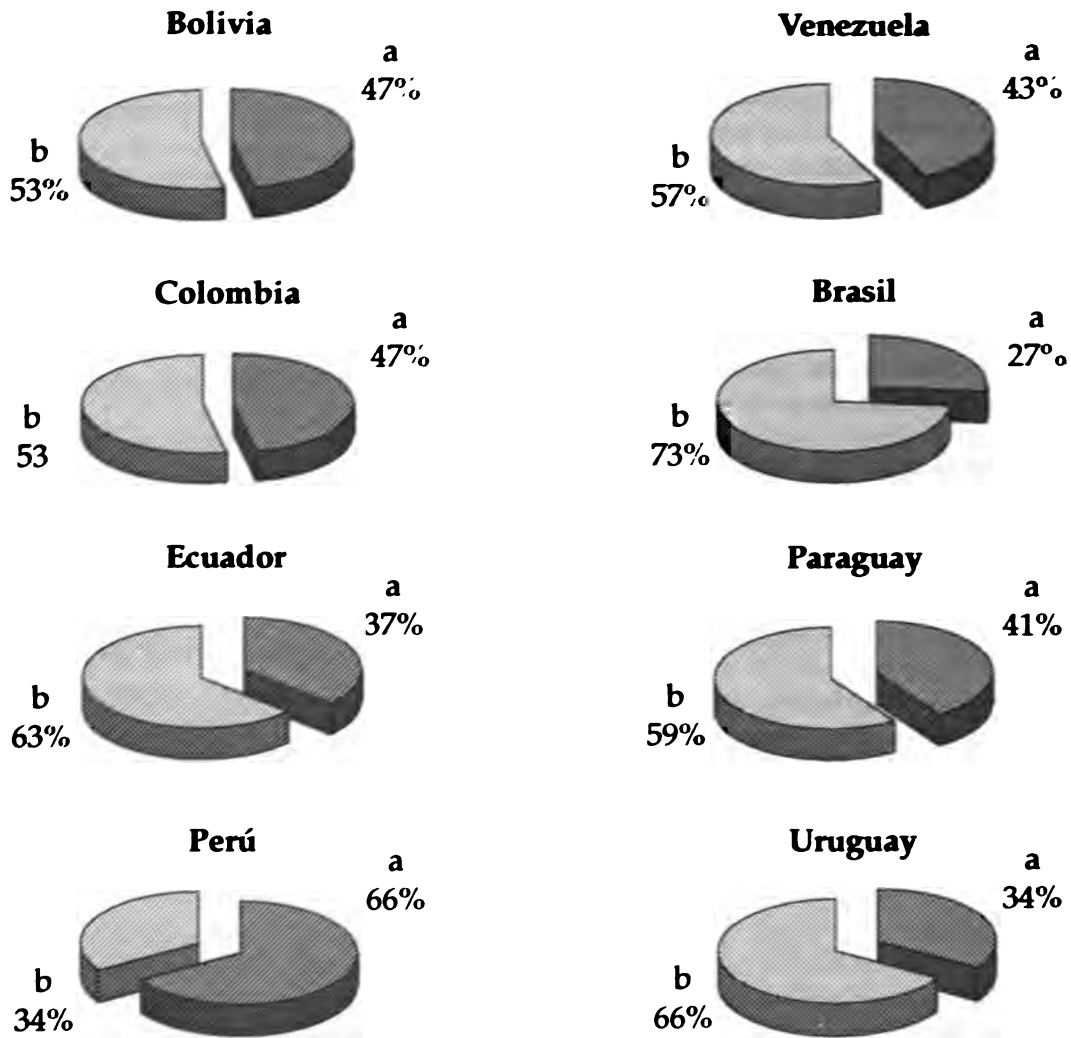 Bolivia
a
47%
b
53%
Venezuela
a
43%
b
57%
Colombia
a
47%
b
53
Brasil
a
27%
b
73%
Ecuador
a
37%
b
63%
Paraguay
a
41%
b
59%
Perú
a
66%
b
34%
Uruguay
a
34%
b
66%